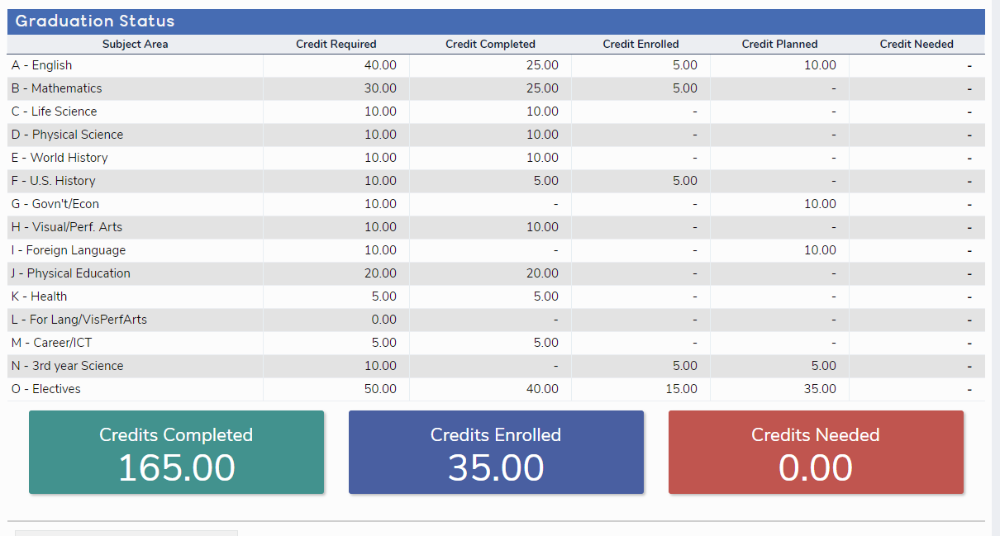 Graduation Status
Subject Area Credit Required Credit Completed Credit Enrolled Credit Planned Credit Needed
A - English 40.00 25.00 5.00 10.00 -
B - Mathematics 30.00 25.00 5.00 - -
C - Life Science 10.00 10.00 - - -
D - Physical Science 10.00 10.00 - - -
E - World History 10.00 10.00 - - -
F - U.S. History 10.00 5.00 5.00 - -
G - Govn't/Econ 10.00 - - 10.00 -
H - Visual/Perf. Arts 10.00 10.00 - - -
I - Foreign Language 10.00 - - 10.00 -
J - Physical Education 20.00 20.00 - - -
K - Health 5.00 5.00 - - -
L - For Lang/VisPerfArts 0.00 - - - -
M - Career/ICT 5.00 5.00 - - -
N - 3rd year Science 10.00 - 5.00 5.00 -
O - Electives 50.00 40.00 15.00 35.00 -
Credits Completed Credits Enrolled Credits Needed
165.00 35.00 0.00